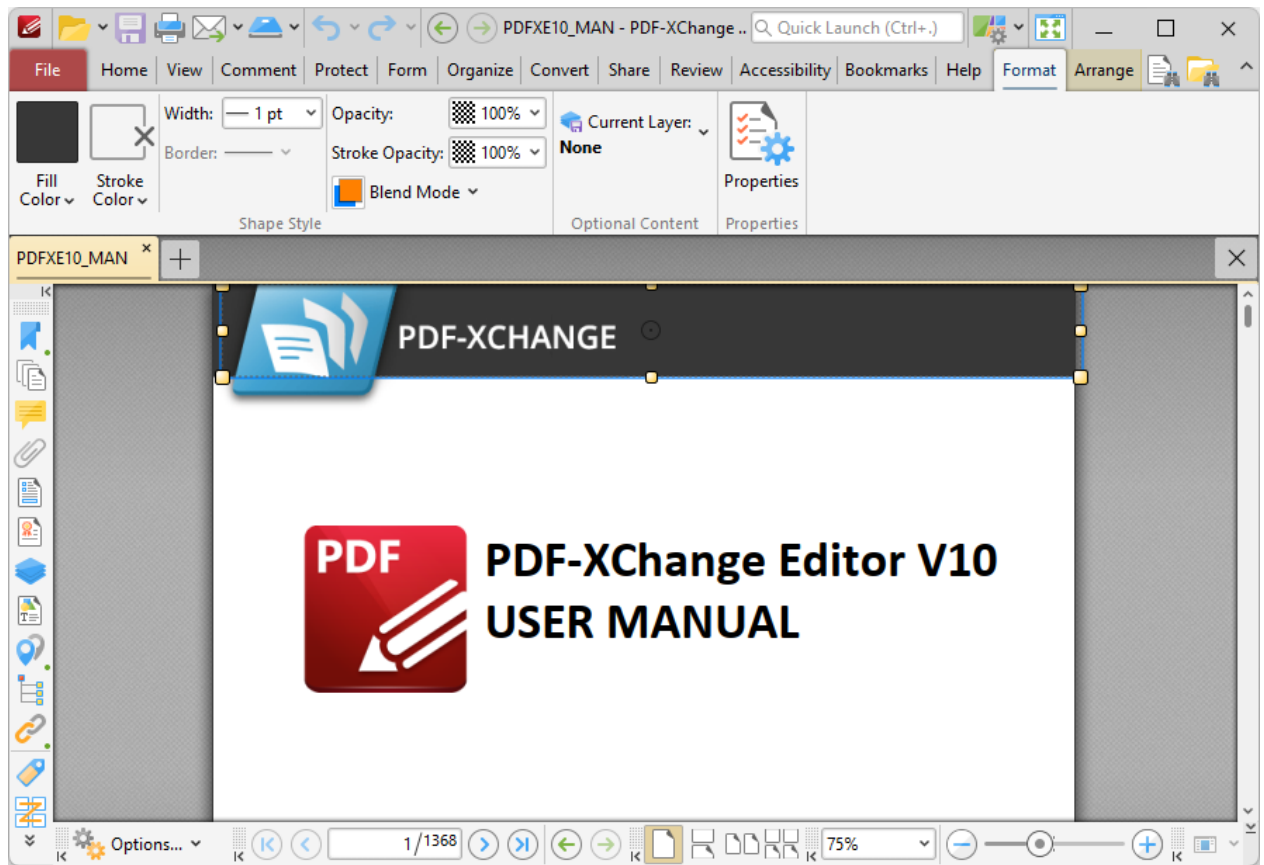 PDFXE10_MAN - PDF-XChange ..
Quick Launch (Ctrl+.)
File Home View Comment Protect Form Organize Convert Share Review Accessibility Bookmarks Help Format Arrange
Width: 1 pt Opacity: 100%
Current Layer:
None
Border: Stroke Opacity: 100%
Fill Color
Stroke Color
Blend Mode
Properties
Shape Style Optional Content Properties
PDFXE10_MAN
PDF-XCHANGE
PDF
PDF-XChange Editor V10
USER MANUAL
Options... 1/1368 75%